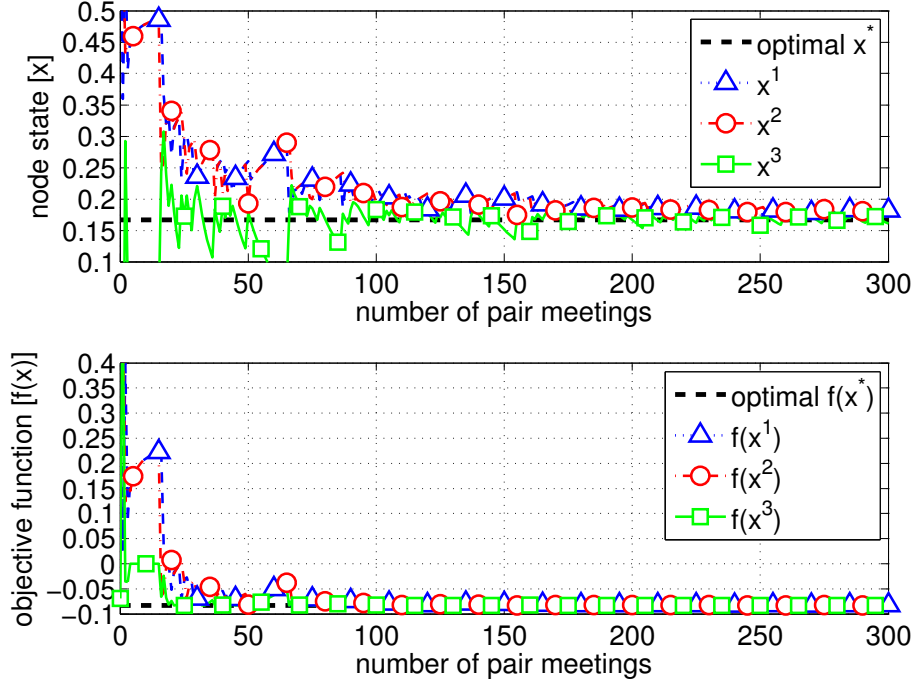 node state [x]
0.5
0.45
0.4
0.35
0.3
0.25
0.2
0.15
0.1
optimal x*
x1
x2
x3
0 50 100 150 200 250 300
number of pair meetings
objective function [f(x)]
0.4
0.35
0.3
0.25
0.2
0.15
0.1
0.05
0
−0.05
−0.1
optimal f(x*)
f(x1)
f(x2)
f(x3)
0 50 100 150 200 250 300
number of pair meetings